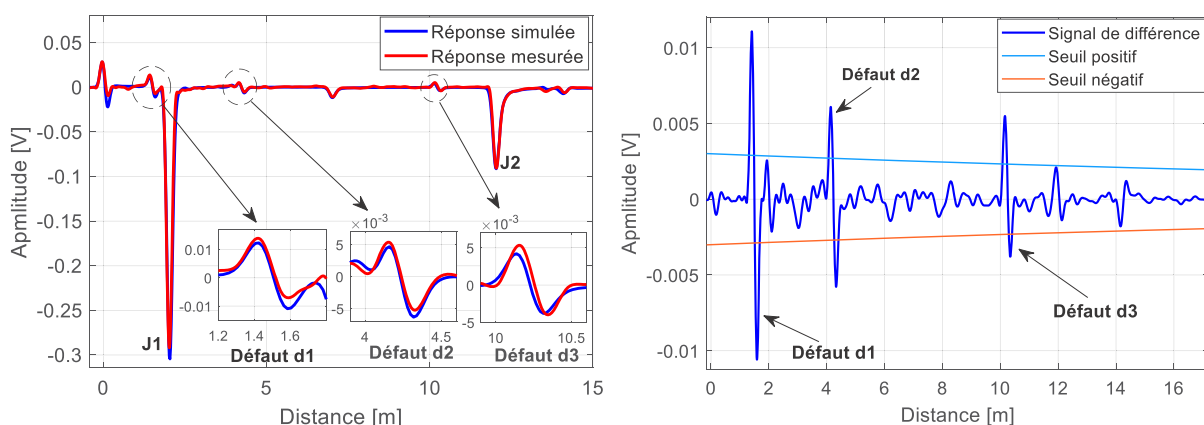 0.05
0
-0.05
-0.1
-0.15
-0.2
-0.25
-0.3
Apmlitude [V]
Réponse simulée
Réponse mesurée
J1
J2
0.01
0
-0.01
1.2 1.4 1.6
Défaut d1
×10⁻³
5
0
-5
4 4.5
Défaut d2
×10⁻³
5
0
-5
10 10.5
Défaut d3
0 5 10 15
Distance [m]
0.01
0.005
0
-0.005
-0.01
Apmlitude [V]
Signal de différence
Seuil positif
Seuil négatif
Défaut d2
Défaut d3
Défaut d1
0 2 4 6 8 10 12 14 16
Distance [m]